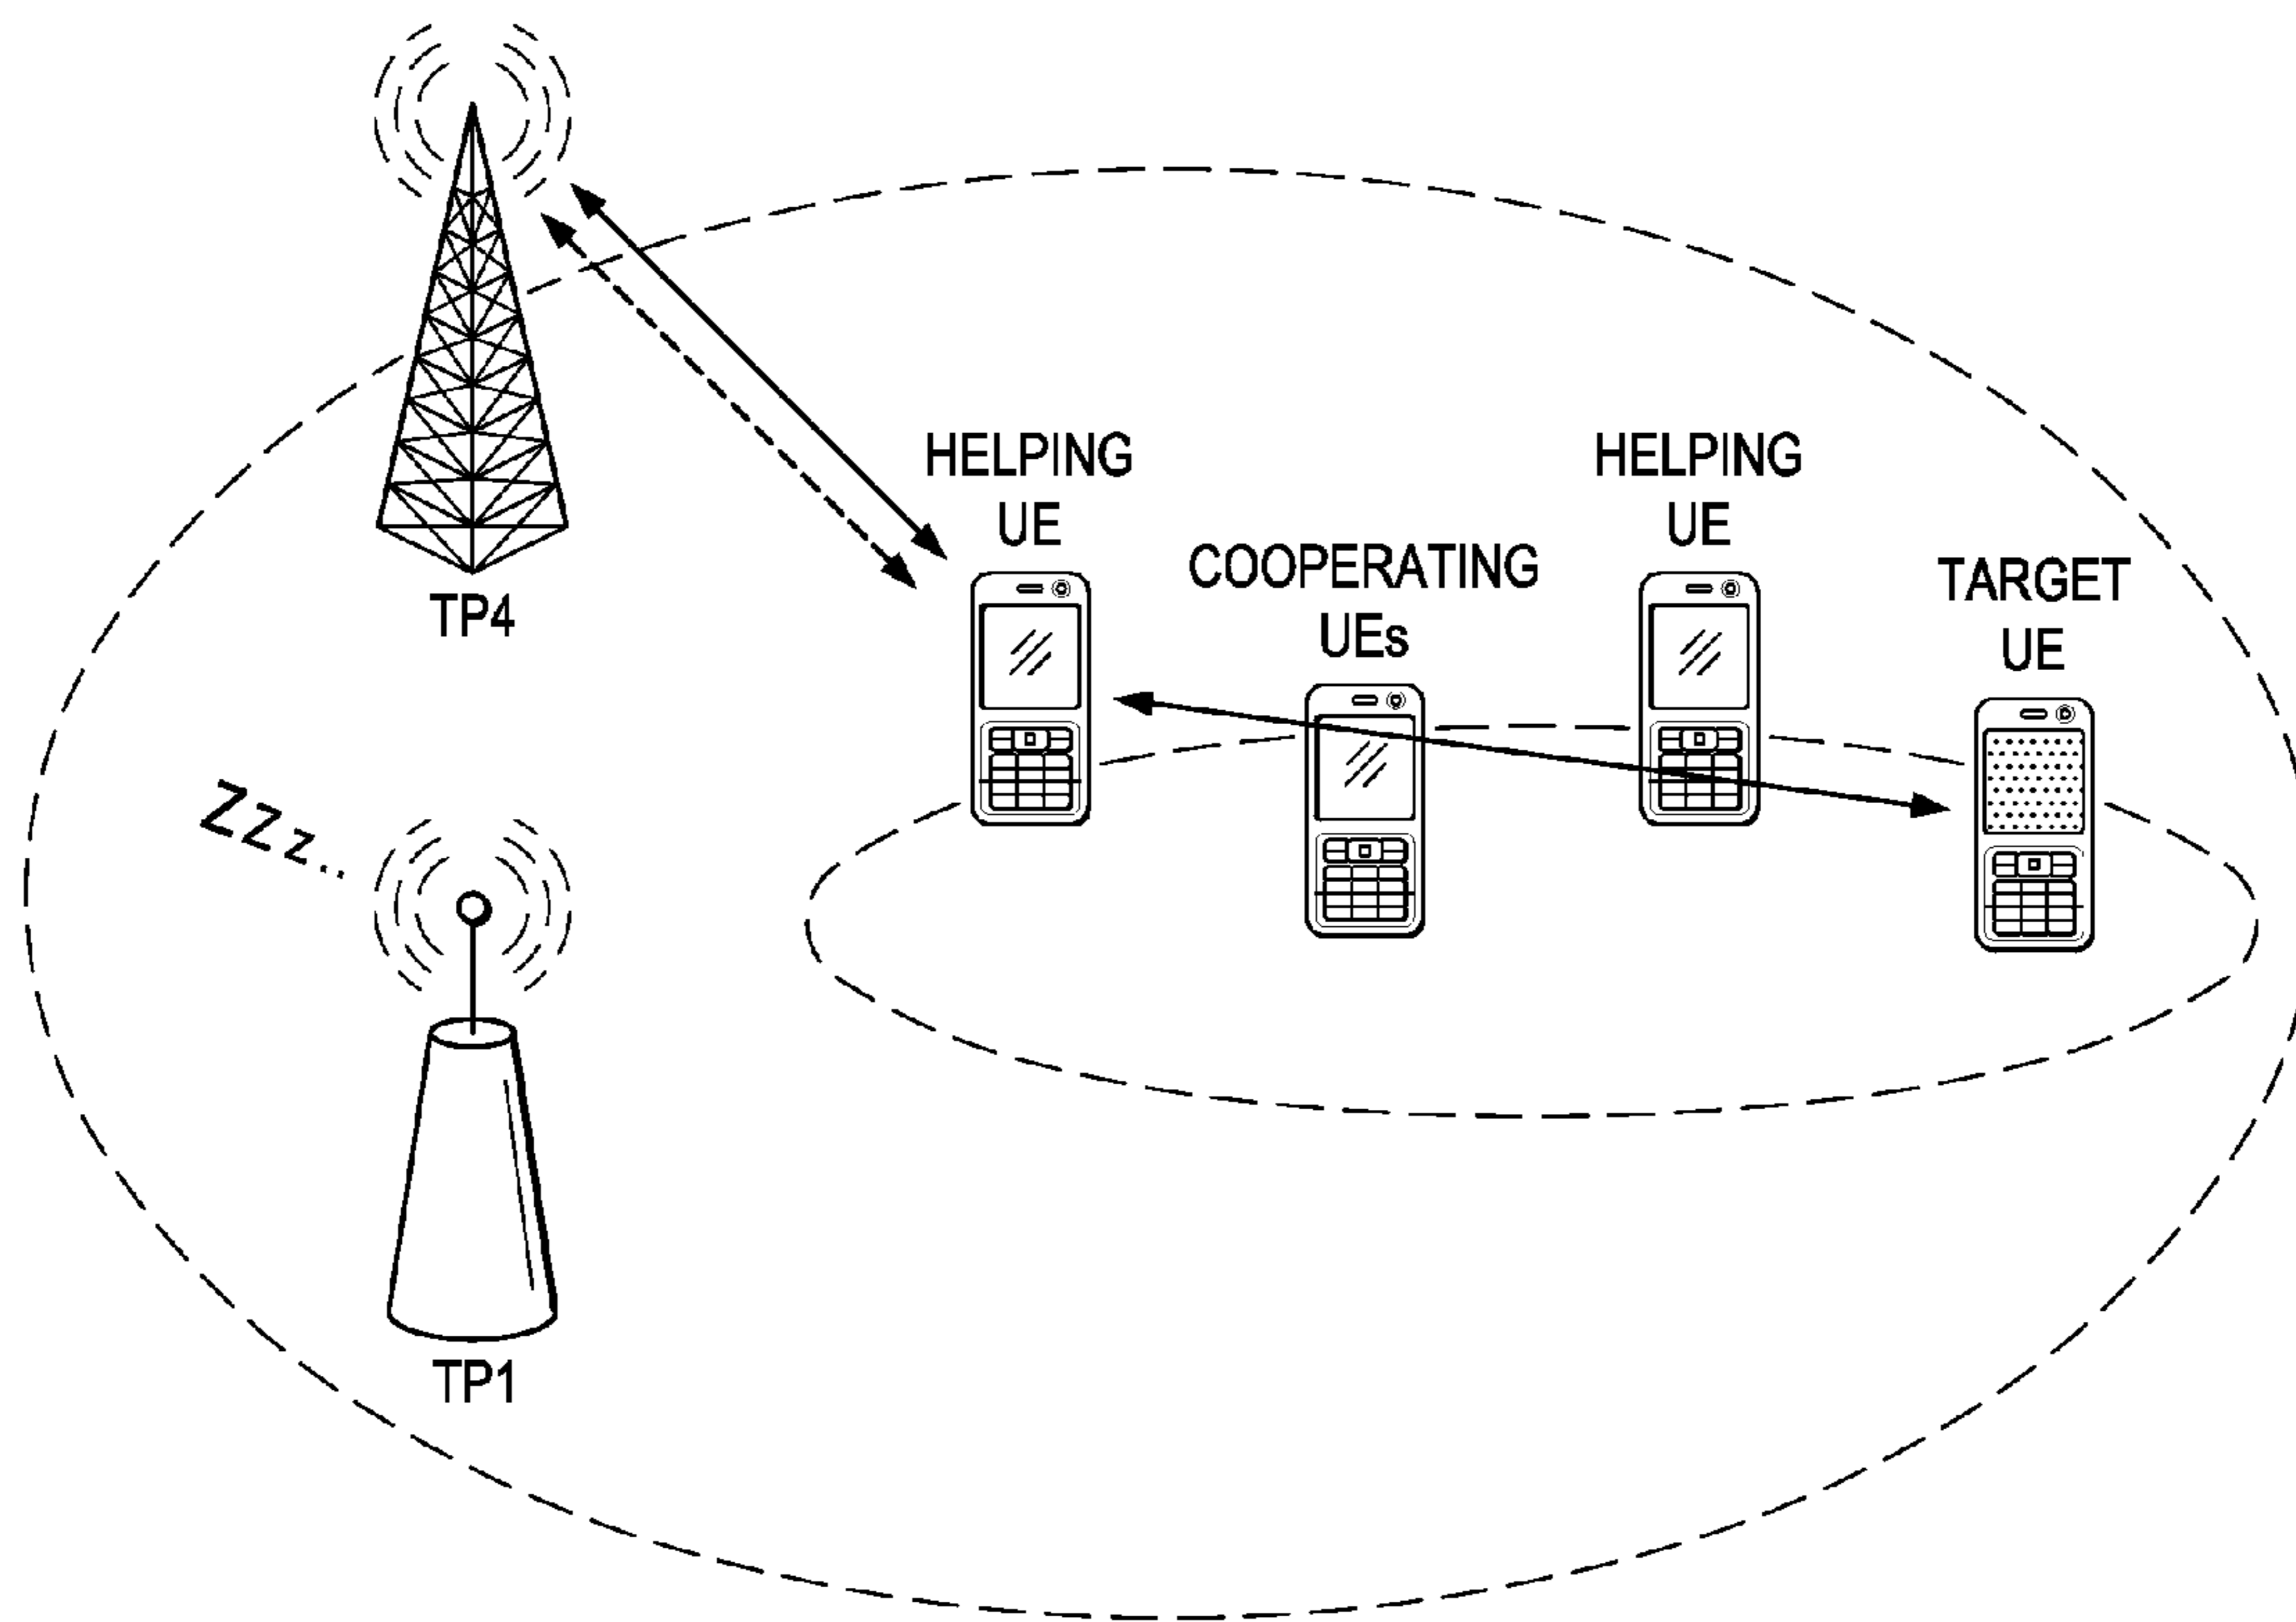 HELPING
UE
HELPING
UE
COOPERATING
UEs
TARGET
UE
TP4
ZZz..
TP1